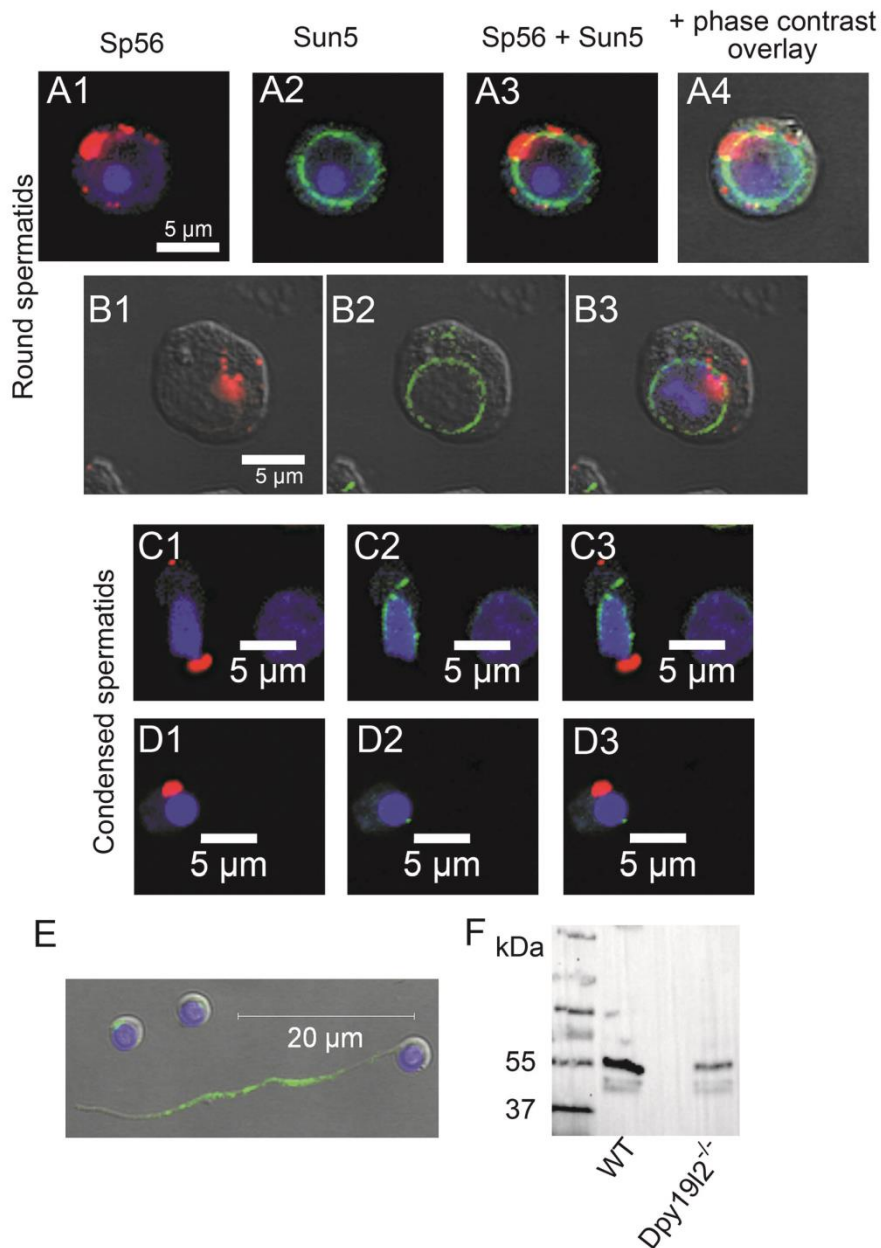 Sp56 Sun5 Sp56 + Sun5 + phase contrast overlay
Round spermatids
A1 A2 A3 A4
5 µm
B1 B2 B3
5 µm
Condensed spermatids
C1 C2 C3
5 µm 5 µm 5 µm
D1 D2 D3
5 µm 5 µm 5 µm
E
20 µm
F
kDa
55
37
WT
Dpy19l2-/-